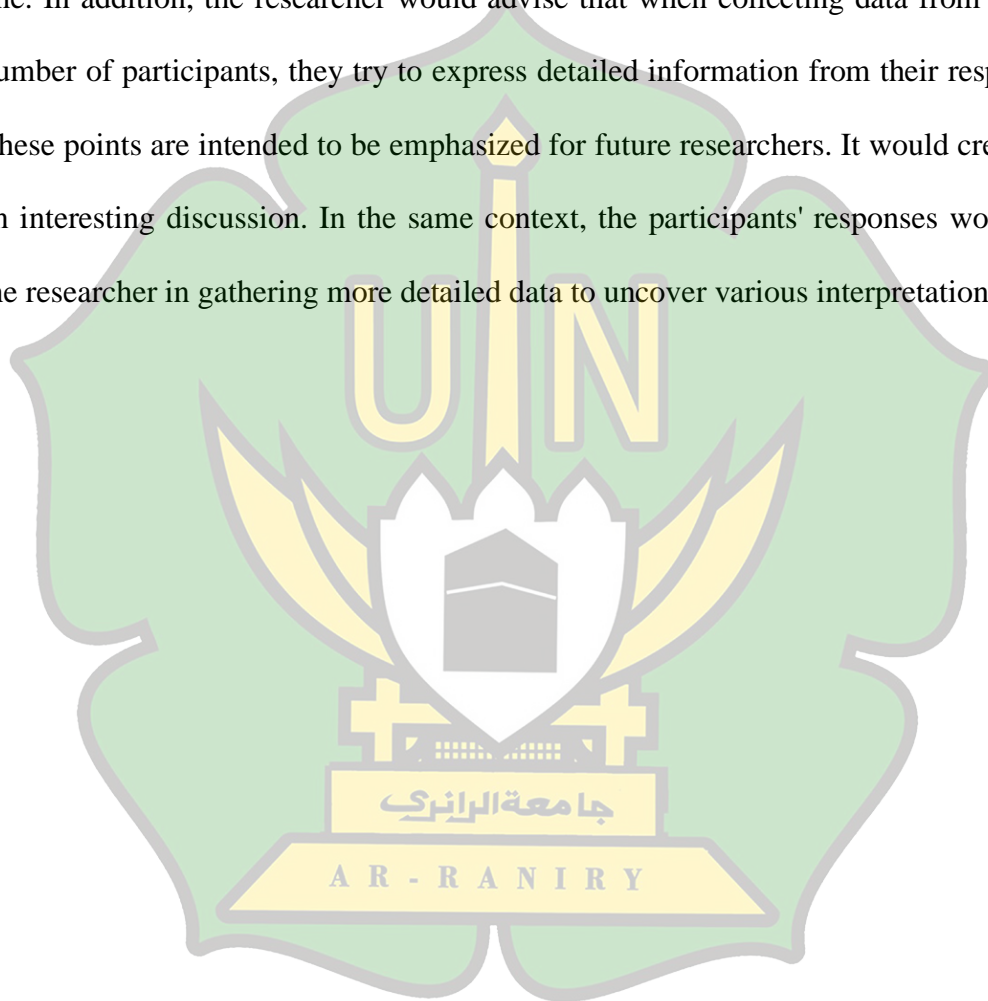 ne. In addition, the researcher would advise that when collecting data from
umber of participants, they try to express detailed information from their resp
hese points are intended to be emphasized for future researchers. It would cre
n interesting discussion. In the same context, the participants' responses wo
ne researcher in gathering more detailed data to uncover various interpretation
UIN
جامعةالرانري
AR-RANIRY